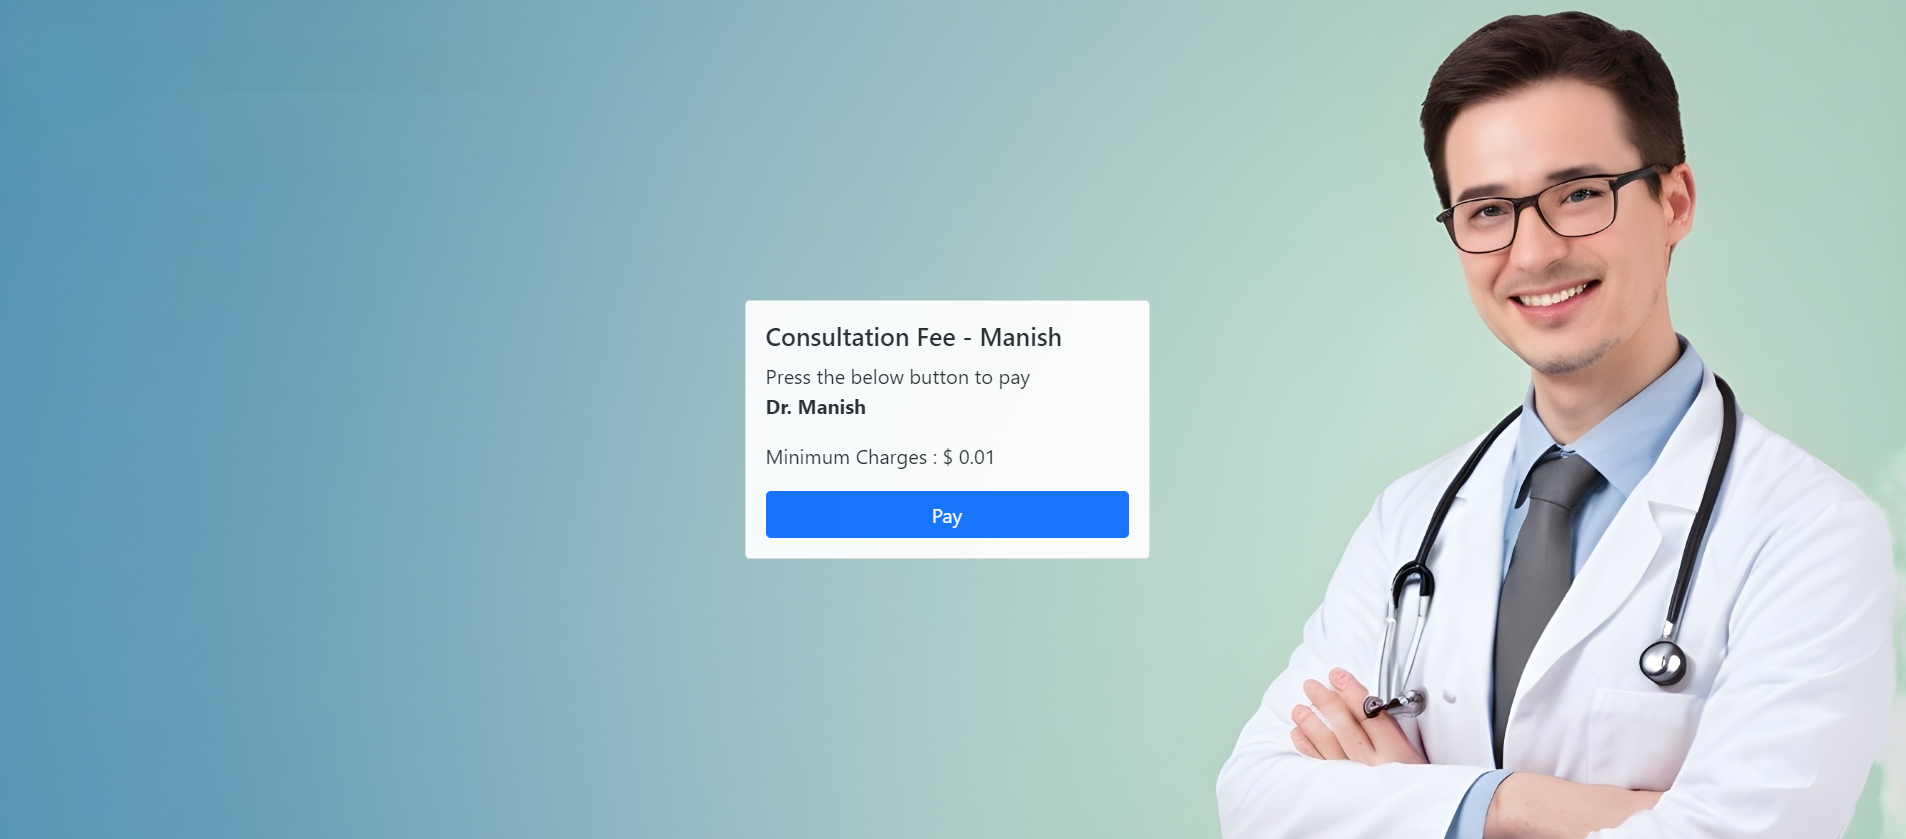 Consultation Fee - Manish
Press the below button to pay
Dr. Manish
Minimum Charges : $ 0.01
Pay